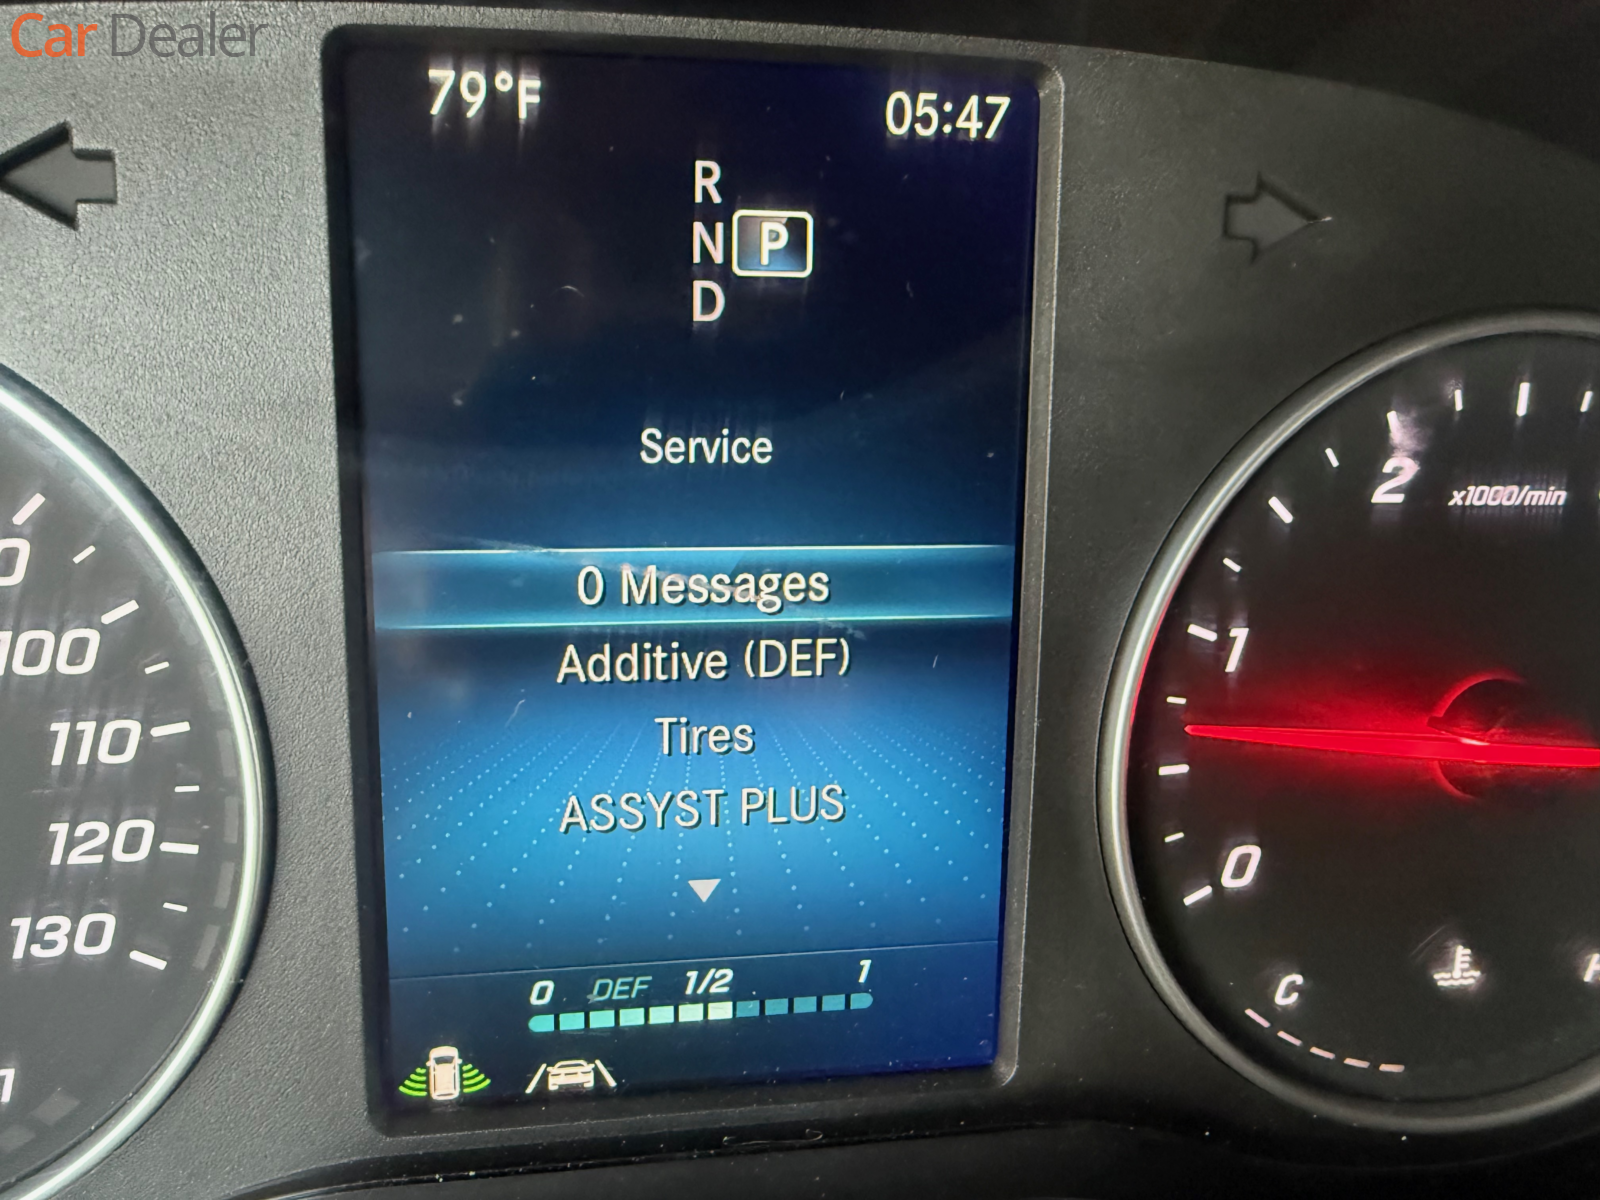 Car Dealer
79°F
05:47
R
N P
D
Service
0 Messages
Additive (DEF)
Tires
ASSYST PLUS
0 DEF 1/2 1
100
110
120
130
2
x1000/min
1
0
C